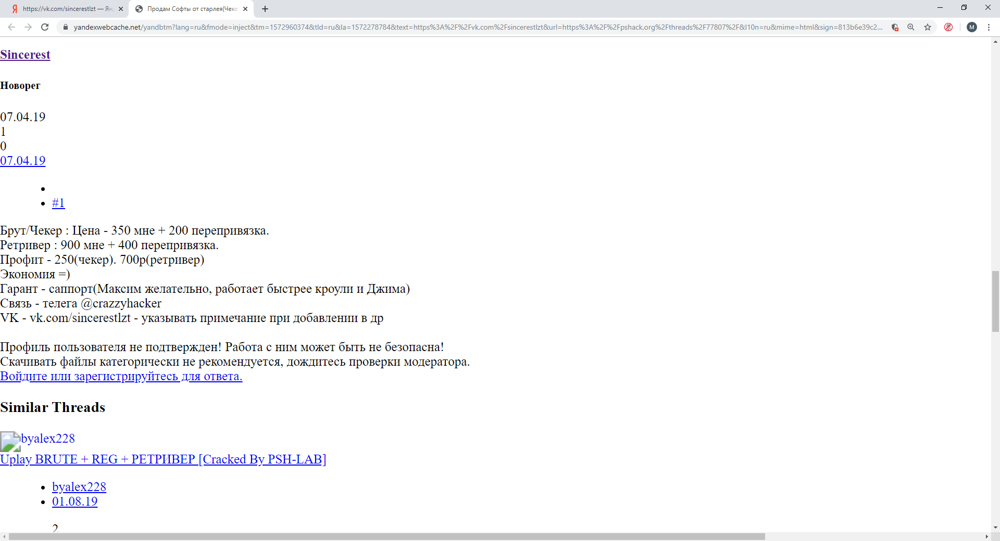 https://vk.com/sincerestlzt — Ян
Продам Софты от старлея(Чеке
yandexwebcache.net/yandbtm?lang=ru&fmode=inject&tm=1572960374&tld=ru&la=1572278784&text=https%3A%2F%2Fvk.com%2Fsincerestlzt&url=https%3A%2F%2Fpshack.org%2Fthreads%2F77807%2F&l10n=ru&mime=html&sign=813b6e39c2...
M
Sincerest
Новорег
07.04.19
1
0
07.04.19
#1
Брут/Чекер : Цена - 350 мне + 200 перепривязка.
Ретривер : 900 мне + 400 перепривязка.
Профит - 250(чекер). 700р(ретривер)
Экономия =)
Гарант - саппорт(Максим желательно, работает быстрее кроули и Джима)
Связь - телега @crazzyhacker
VK - vk.com/sincerestlzt - указывать примечание при добавлении в др
Профиль пользователя не подтвержден! Работа с ним может быть не безопасна!
Скачивать файлы категорически не рекомендуется, дождитесь проверки модератора.
Войдите или зарегистрируйтесь для ответа.
Similar Threads
byalex228
Uplay BRUTE + REG + РЕТРИВЕР [Cracked By PSH-LAB]
byalex228
01.08.19
2